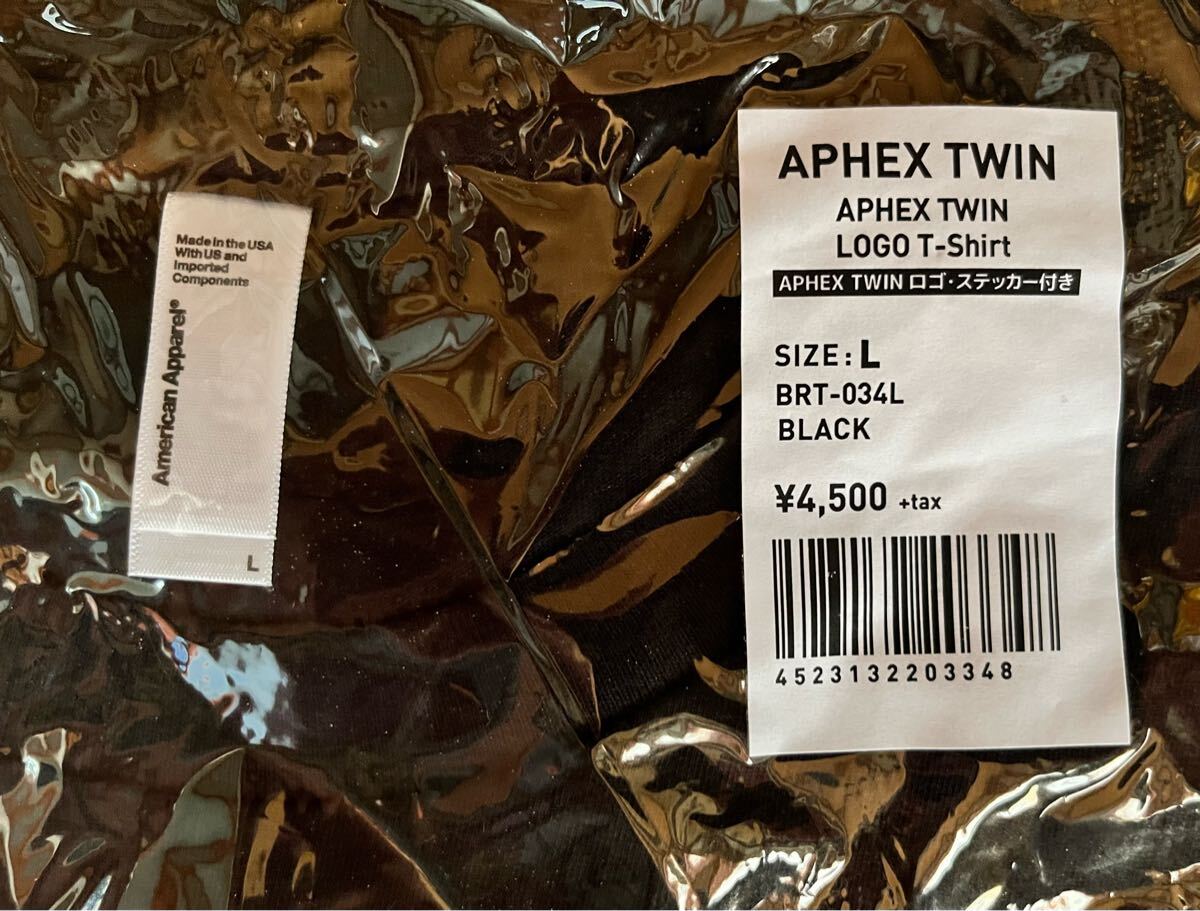 Made in the USA
With US and
Imported
Components
American Apparel®
L
APHEX TWIN
APHEX TWIN
LOGO T-Shirt
APHEX TWIN ロゴ・ステッカー付き
SIZE : L
BRT-034L
BLACK
¥4,500 +tax
4523132203348